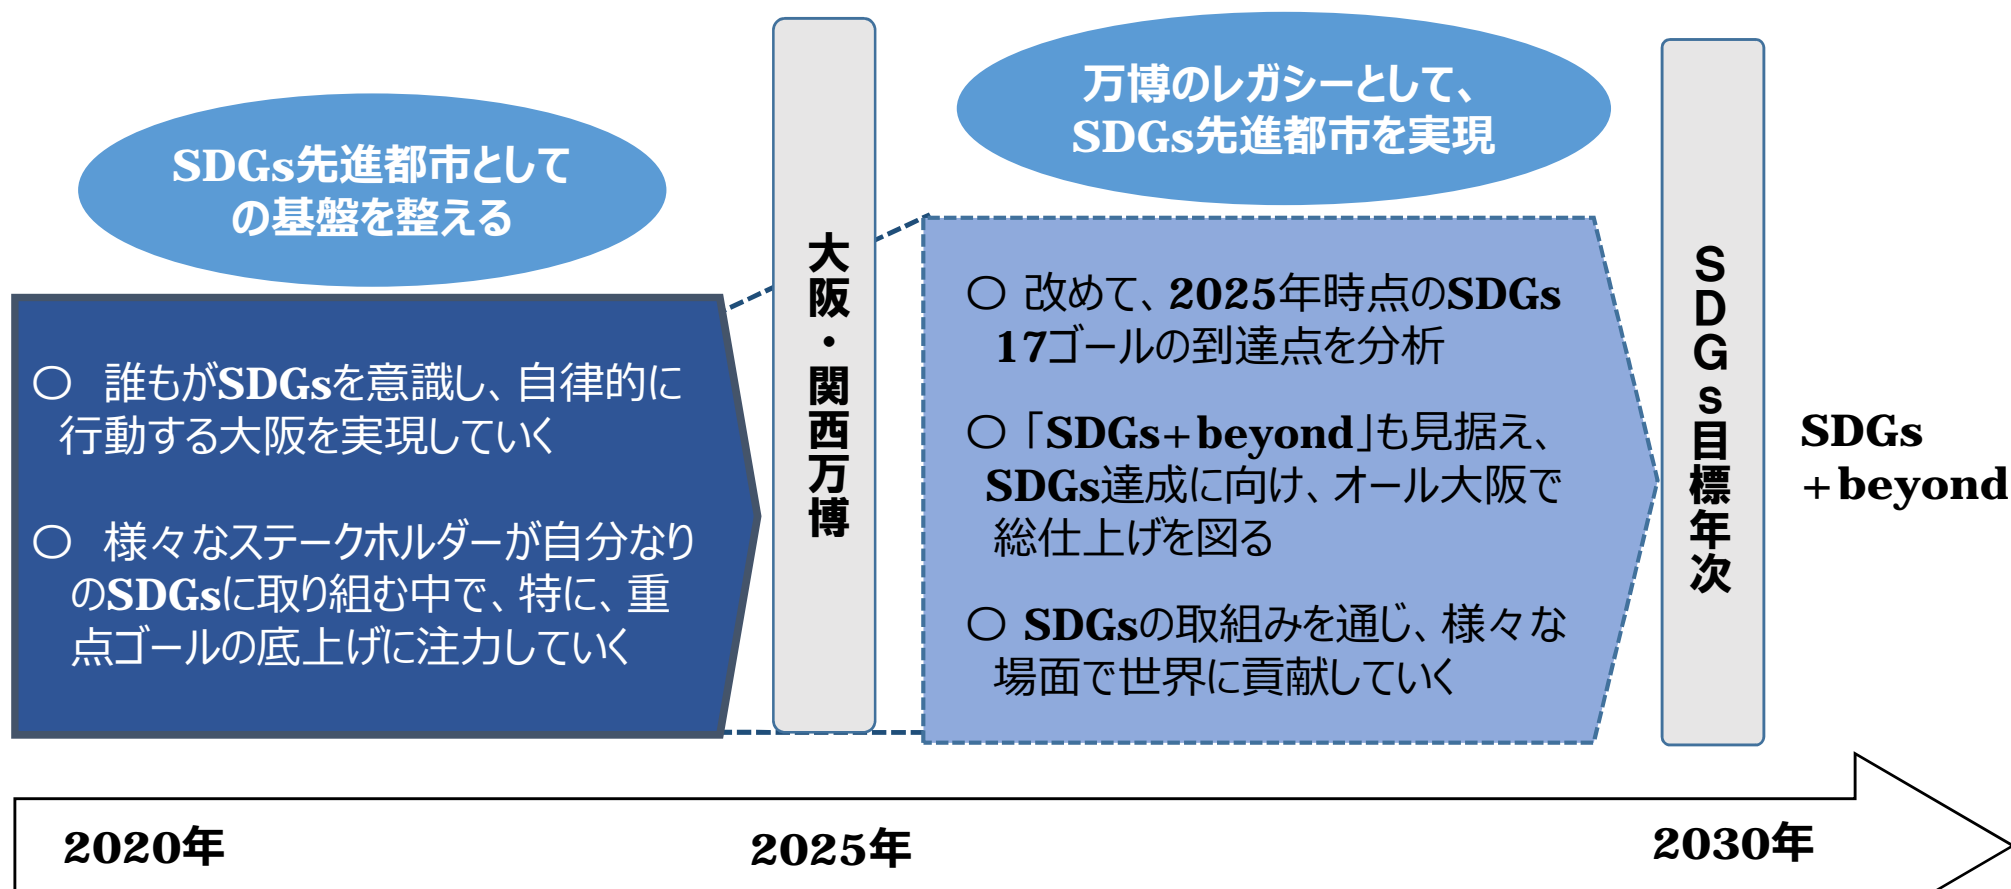 SDGs先進都市として
の基盤を整える
〇 誰もがSDGsを意識し、自律的に
行動する大阪を実現していく
〇 様々なステークホルダーが自分なり
のSDGsに取り組む中で、特に、重
点ゴールの底上げに注力していく
大阪・関西万博
万博のレガシーとして、
SDGs先進都市を実現
〇 改めて、2025年時点のSDGs
17ゴールの到達点を分析
〇「SDGs+beyond」も見据え、
SDGs達成に向け、オール大阪で
総仕上げを図る
〇 SDGsの取組みを通じ、様々な
場面で世界に貢献していく
SDGs目標年次
SDGs
+beyond
2020年
2025年
2030年